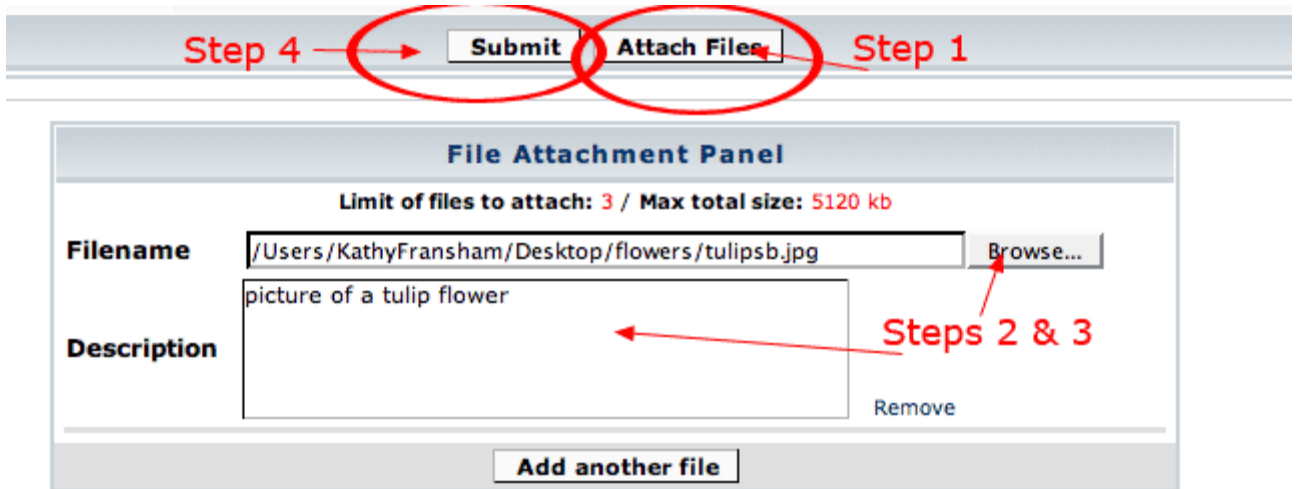 Step 4 Submit Attach Files Step 1
File Attachment Panel
Limit of files to attach: 3 / Max total size: 5120 kb
Filename /Users/KathyFransham/Desktop/flowers/tulipsb.jpg Browse...
picture of a tulip flower
Steps 2 & 3
Description
Remove
Add another file